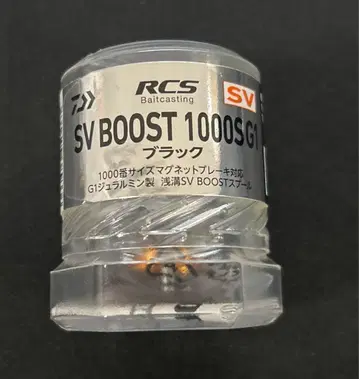 DAIWA
RCS
Baitcasting
SV
SV BOOST 1000S G1
ブラック
1000番サイズマグネットブレーキ対応
G1ジュラルミン製 浅溝SV BOOSTスプール